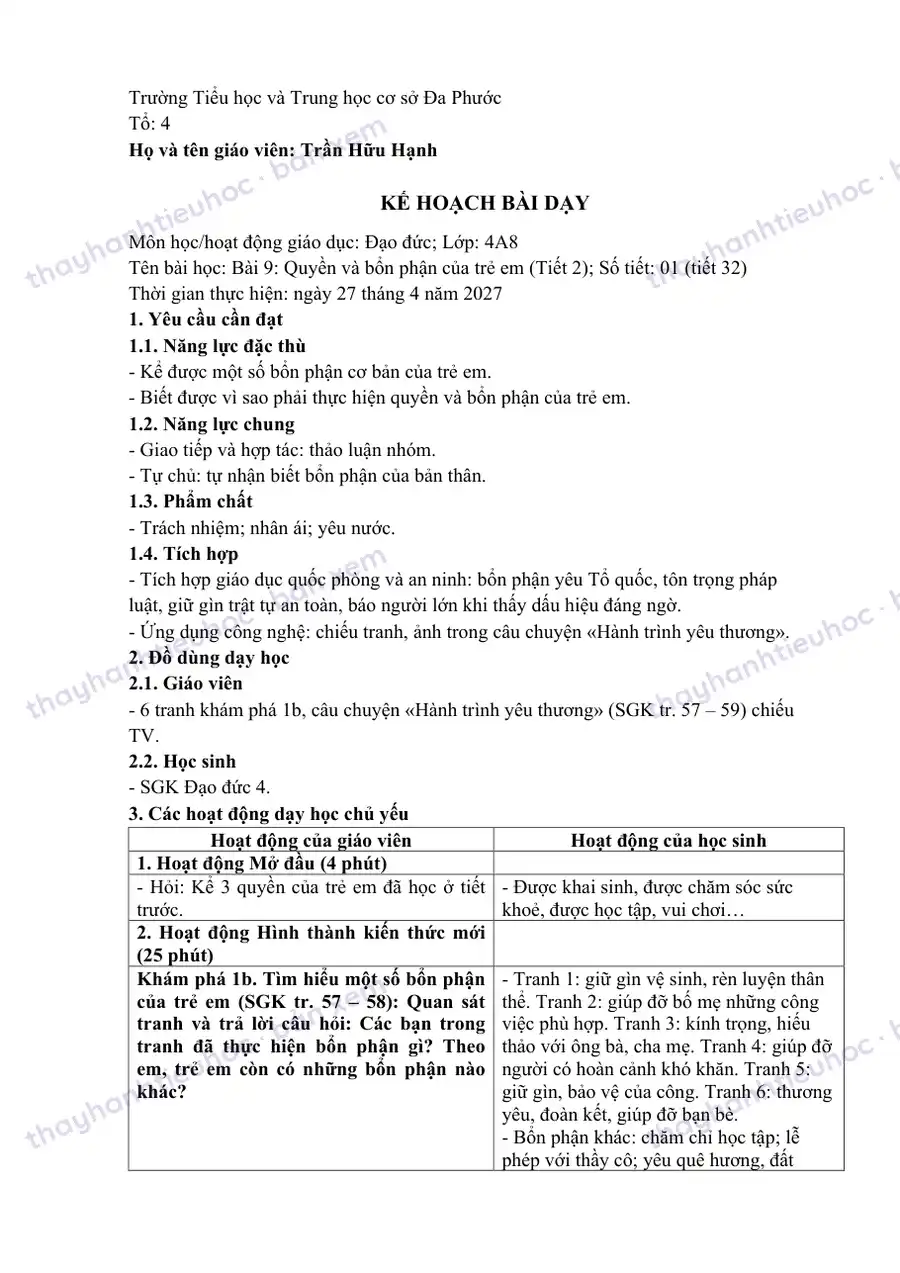 Trường Tiểu học và Trung học cơ sở Đa Phước
Tổ: 4
Họ và tên giáo viên: Trần Hữu Hạnh
KẾ HOẠCH BÀI DẠY
Môn học/hoạt động giáo dục: Đạo đức; Lớp: 4A8
Tên bài học: Bài 9: Quyền và bổn phận của trẻ em (Tiết 2); Số tiết: 01 (tiết 32)
Thời gian thực hiện: ngày 27 tháng 4 năm 2027
1. Yêu cầu cần đạt
1.1. Năng lực đặc thù
- Kể được một số bổn phận cơ bản của trẻ em.
- Biết được vì sao phải thực hiện quyền và bổn phận của trẻ em.
1.2. Năng lực chung
- Giao tiếp và hợp tác: thảo luận nhóm.
- Tự chủ: tự nhận biết bổn phận của bản thân.
1.3. Phẩm chất
- Trách nhiệm; nhân ái; yêu nước.
1.4. Tích hợp
- Tích hợp giáo dục quốc phòng và an ninh: bổn phận yêu Tổ quốc, tôn trọng pháp
luật, giữ gìn trật tự an toàn, báo người lớn khi thấy dấu hiệu đáng ngờ.
- Ứng dụng công nghệ: chiếu tranh, ảnh trong câu chuyện «Hành trình yêu thương».
2. Đồ dùng dạy học
2.1. Giáo viên
- 6 tranh khám phá 1b, câu chuyện «Hành trình yêu thương» (SGK tr. 57 – 59) chiếu
TV.
2.2. Học sinh
- SGK Đạo đức 4.
3. Các hoạt động dạy học chủ yếu
Hoạt động của giáo viên
Hoạt động của học sinh
1. Hoạt động Mở đầu (4 phút)
- Hỏi: Kể 3 quyền của trẻ em đã học ở tiết
trước.
- Được khai sinh, được chăm sóc sức
khoẻ, được học tập, vui chơi…
2. Hoạt động Hình thành kiến thức mới
(25 phút)
Khám phá 1b. Tìm hiểu một số bổn phận
của trẻ em (SGK tr. 57 – 58): Quan sát
tranh và trả lời câu hỏi: Các bạn trong
tranh đã thực hiện bổn phận gì? Theo
em, trẻ em còn có những bổn phận nào
khác?
- Tranh 1: giữ gìn vệ sinh, rèn luyện thân
thể. Tranh 2: giúp đỡ bố mẹ những công
việc phù hợp. Tranh 3: kính trọng, hiếu
thảo với ông bà, cha mẹ. Tranh 4: giúp đỡ
người có hoàn cảnh khó khăn. Tranh 5:
giữ gìn, bảo vệ của công. Tranh 6: thương
yêu, đoàn kết, giúp đỡ bạn bè.
- Bổn phận khác: chăm chỉ học tập; lễ
phép với thầy cô; yêu quê hương, đất
thayhanhtieuhoc · bản xem
thayhanhtieuhoc · b
thayhanhtieuhoc · bản xem
thayhanhtieuhoc · b
thayhanhtieuhoc · bản xem
thayhanhtieuhoc · b